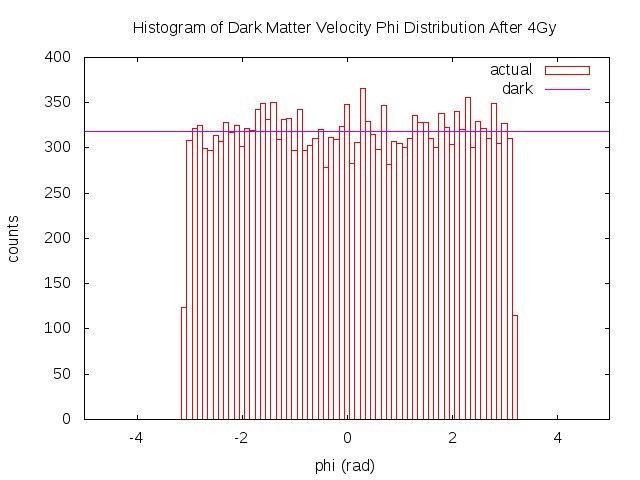 Histogram of Dark Matter Velocity Phi Distribution After 4Gy
400
350
300
250
200
150
100
50
0
counts
actual
dark
-4 -2 0 2 4
phi (rad)